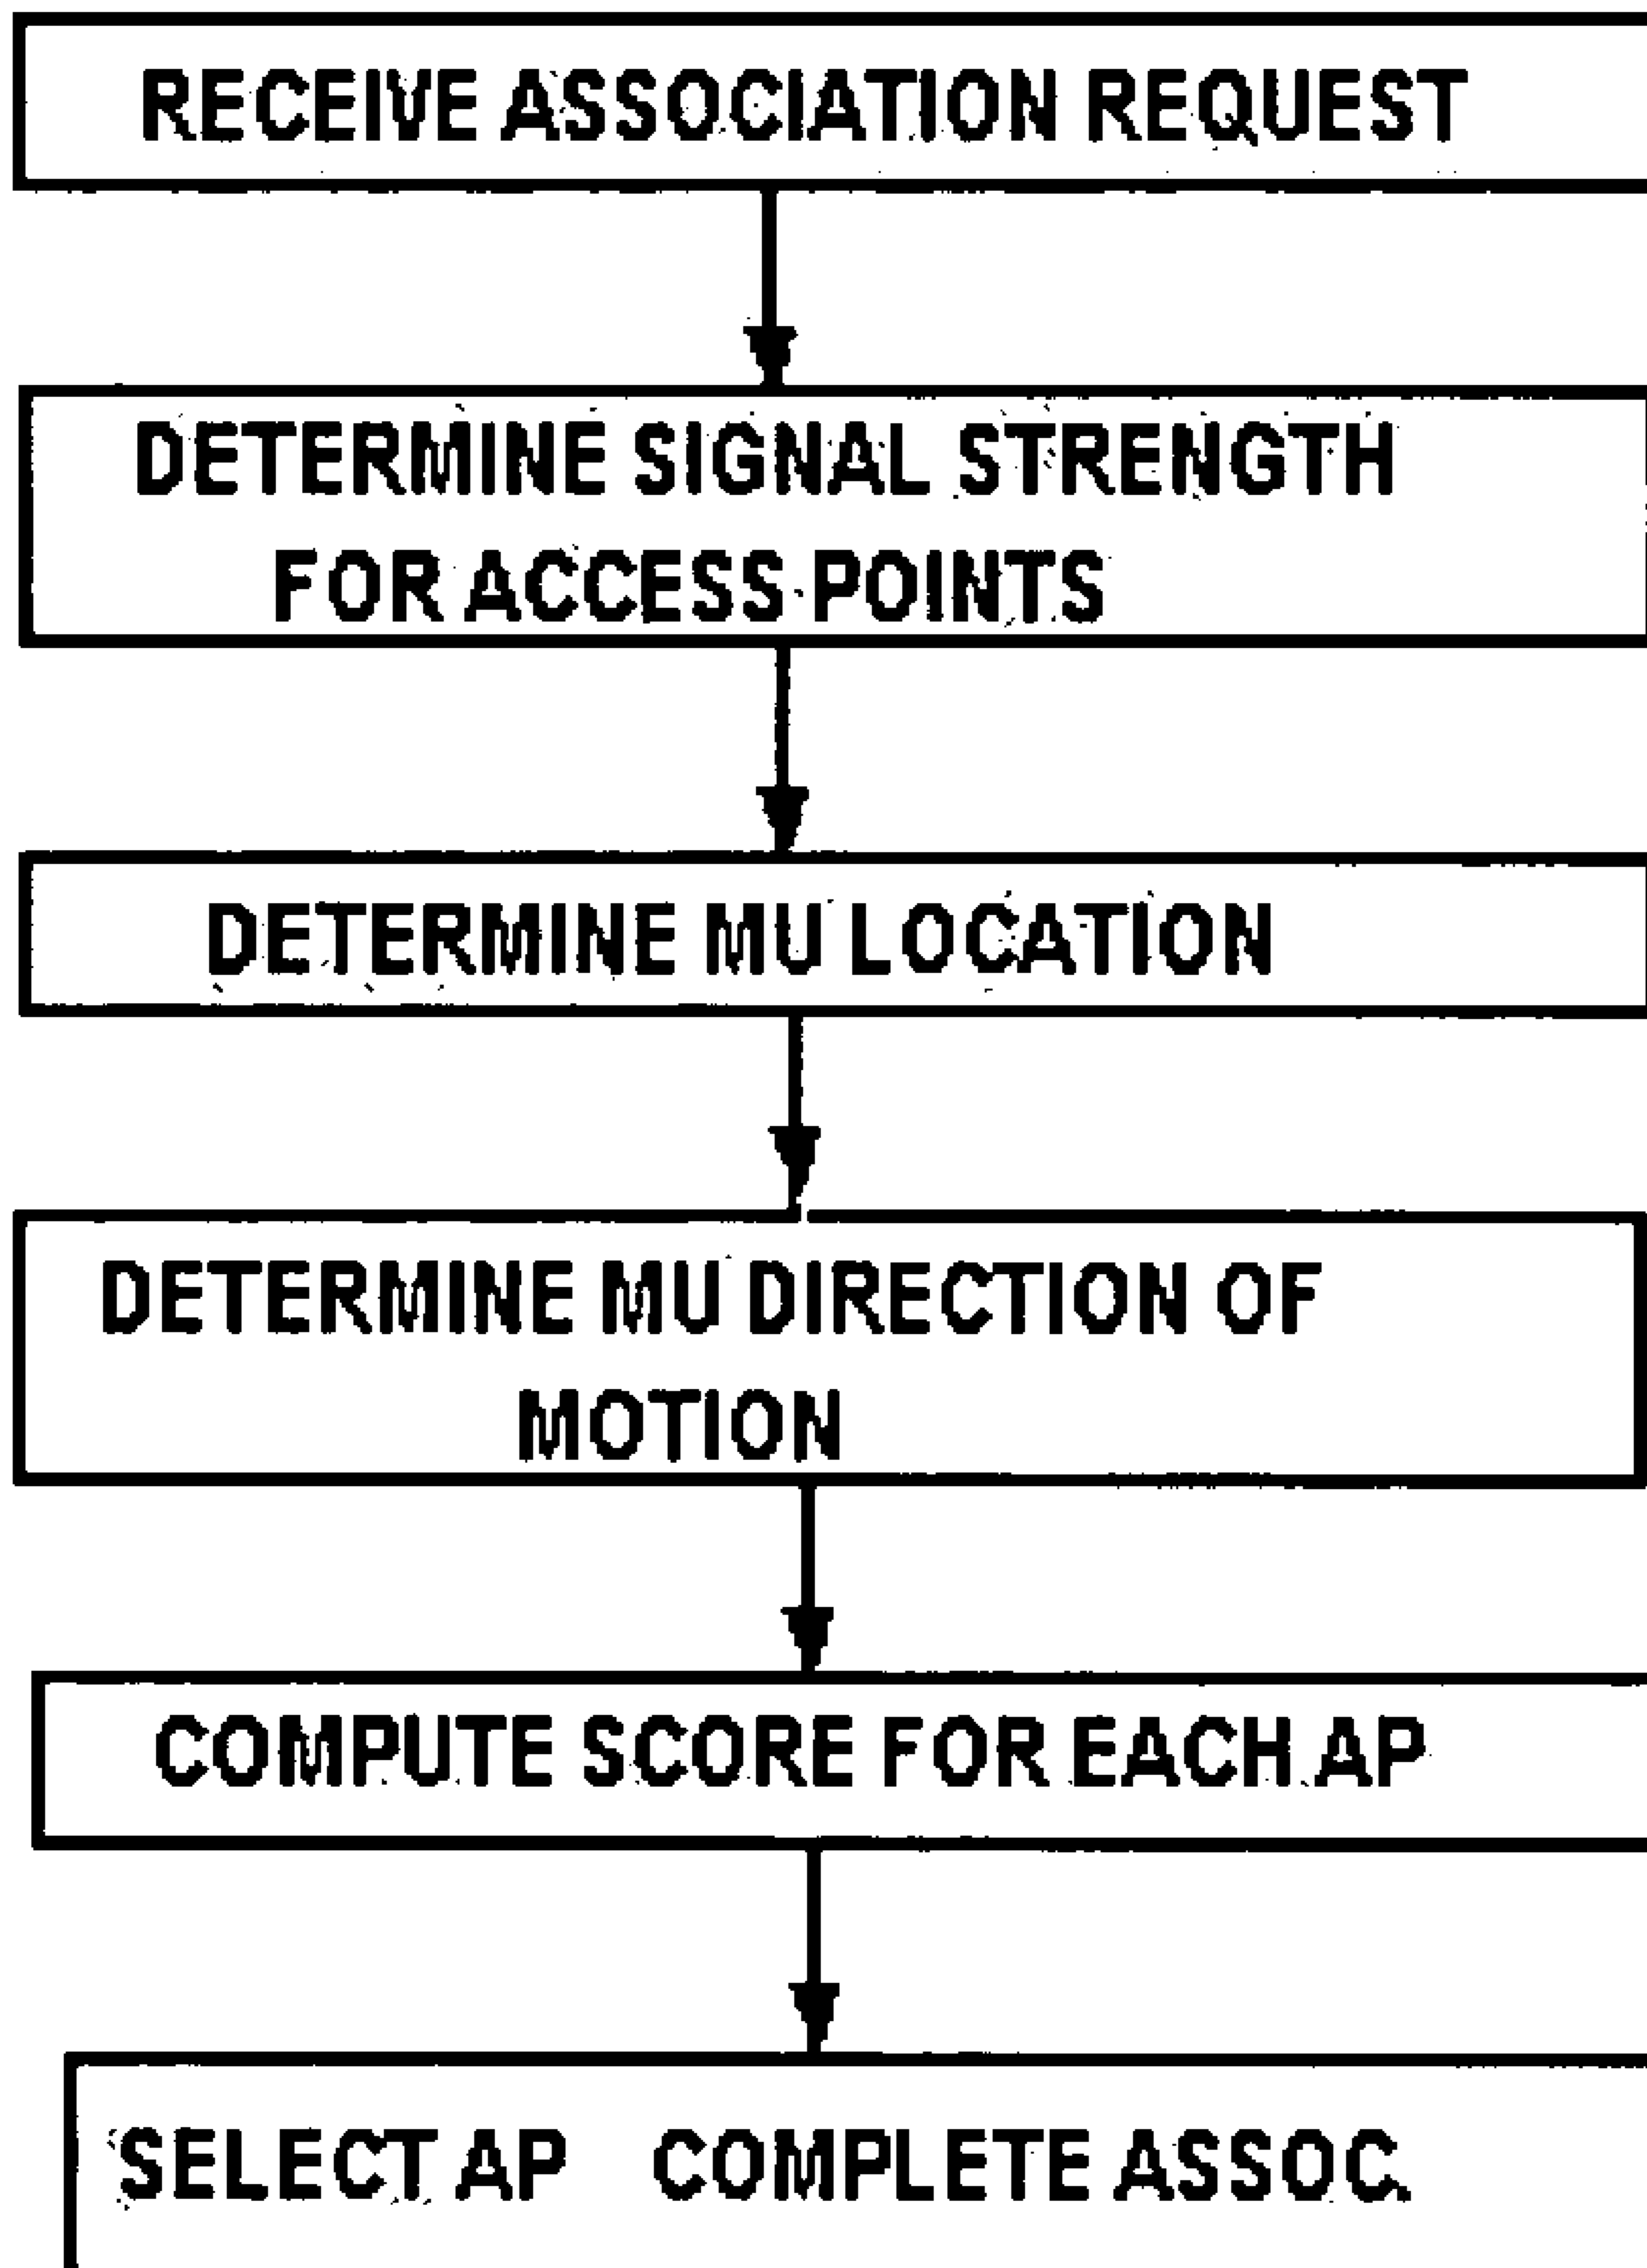 RECEIVE ASSOCIATION REQUEST
DETERMINE SIGNAL STRENGTH
FOR ACCESS POINTS
DETERMINE MU LOCATION
DETERMINE MU DIRECTION OF
MOTION
COMPUTE SCORE FOR EACH AP
SELECT AP COMPLETE ASSOC.